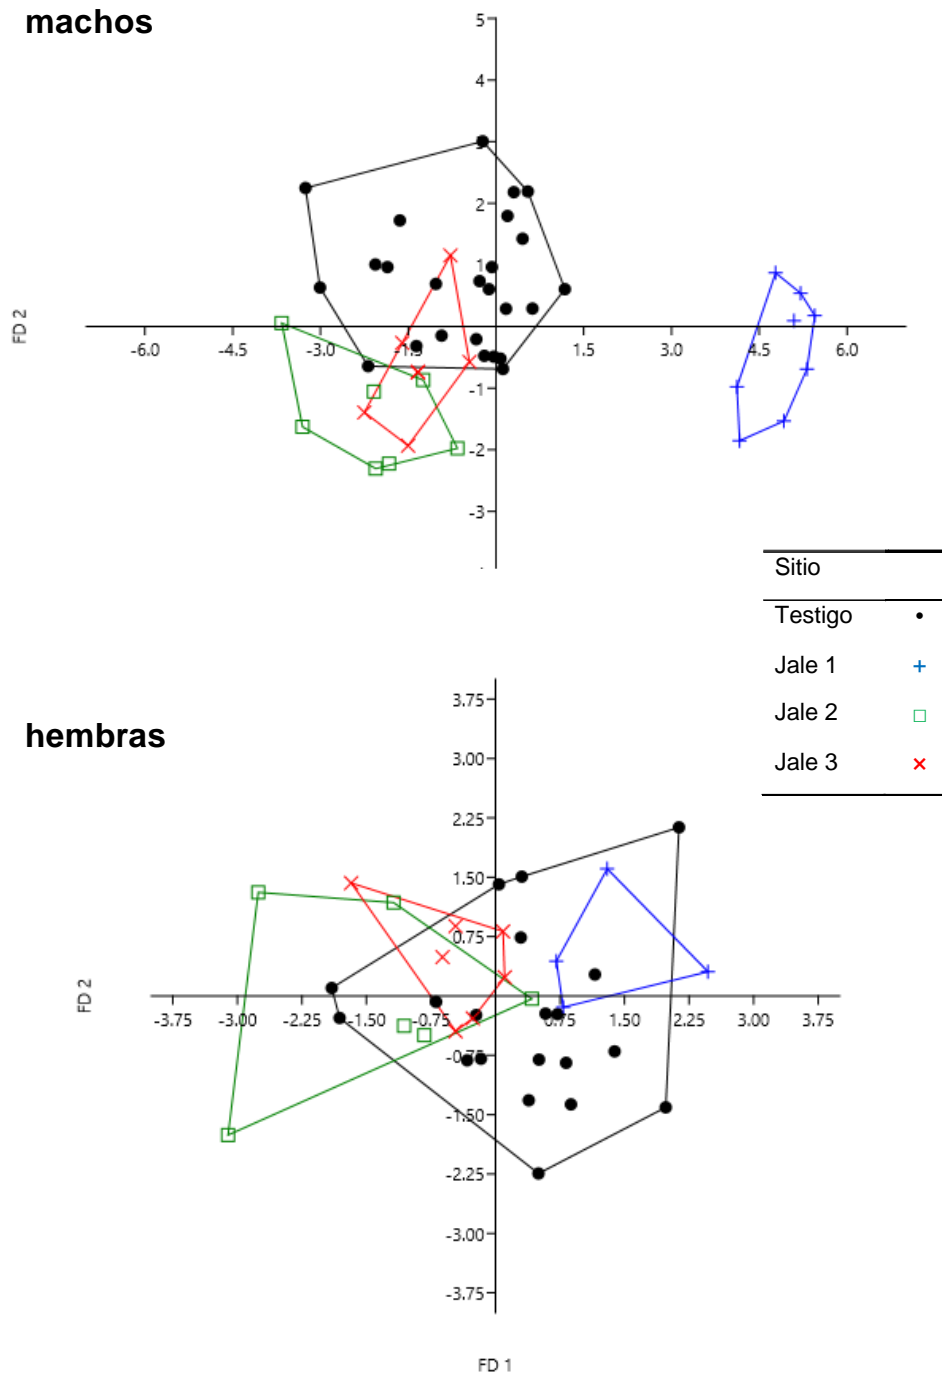 machos
5
4
3
2
1
-6.0 -4.5 -3.0 -1.5 1.5 3.0 4.5 6.0
FD 2
-1
-2
-3
Sitio
Testigo •
Jale 1 +
Jale 2 □
Jale 3 ×
hembras
3.75
3.00
2.25
1.50
0.75
-3.75 -3.00 -2.25 -1.50 -0.75 0.75 1.50 2.25 3.00 3.75
FD 2
-0.75
-1.50
-2.25
-3.00
-3.75
FD 1